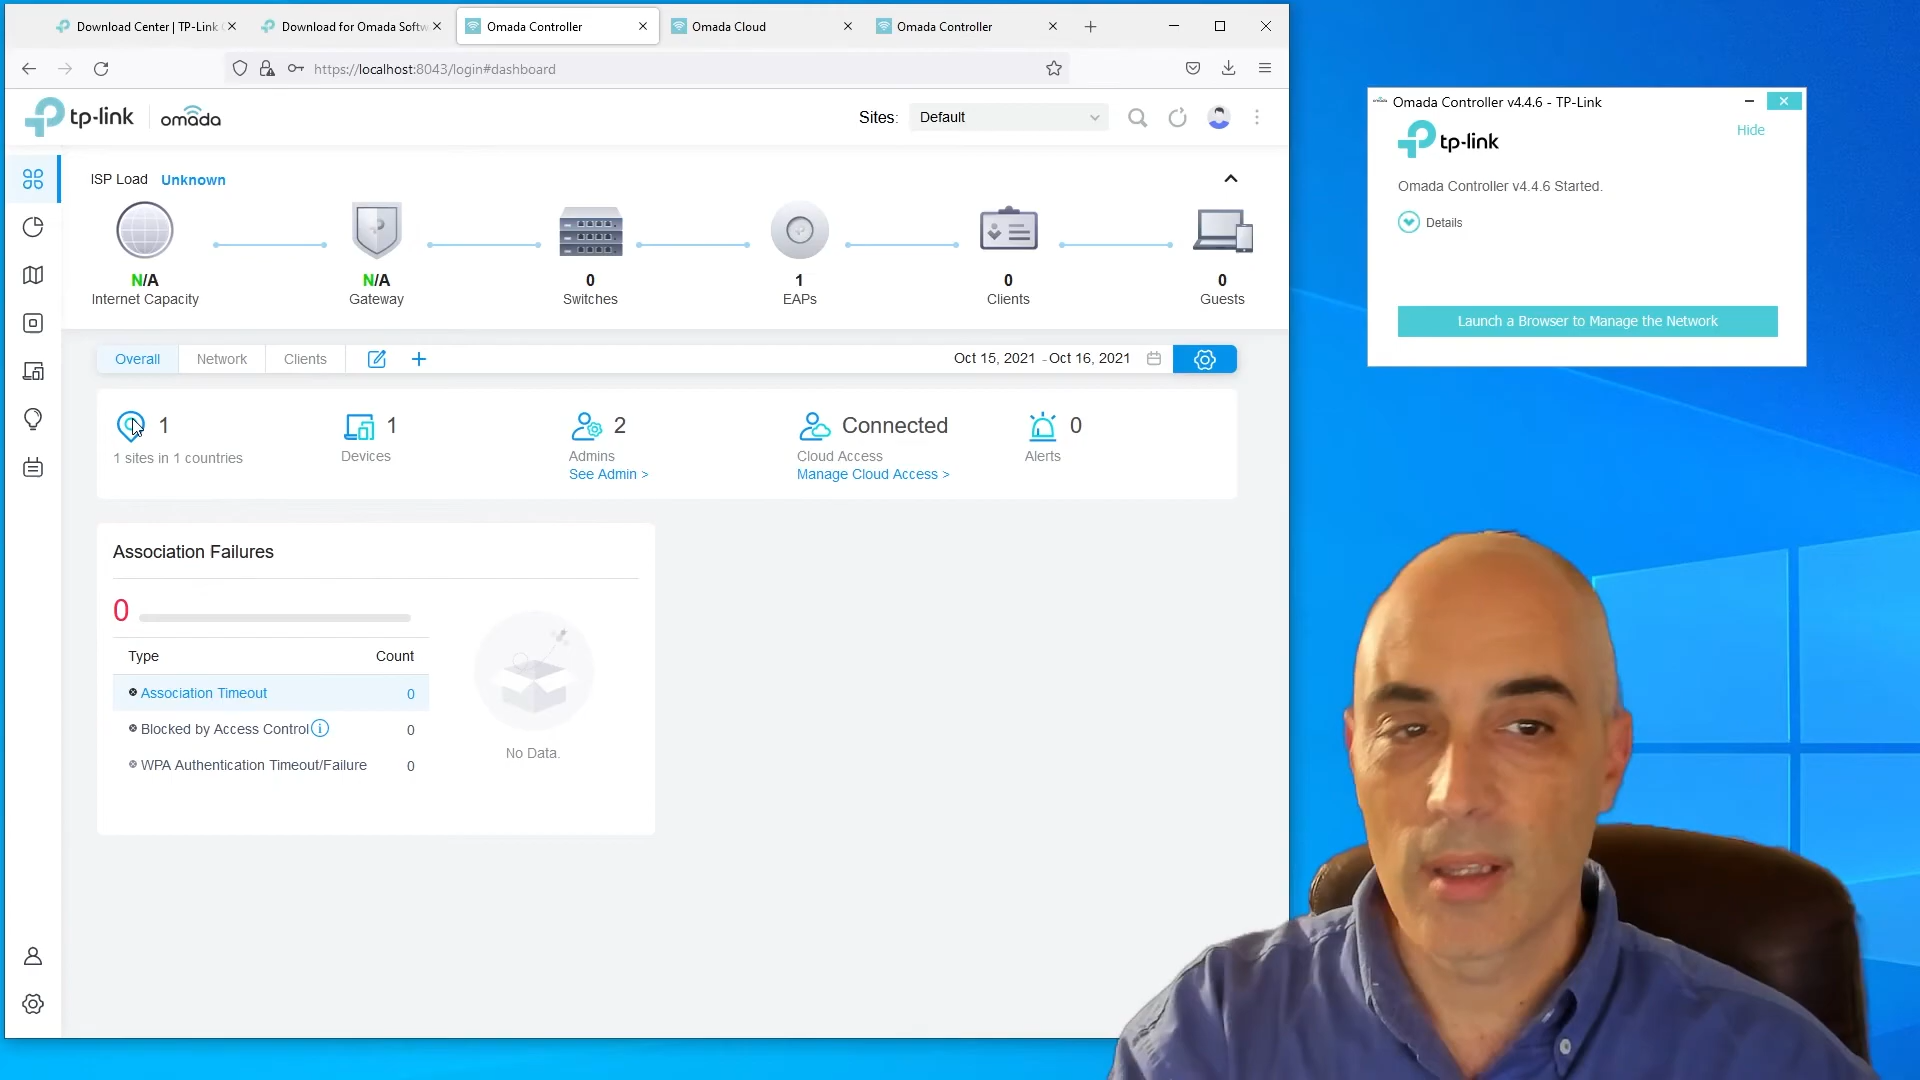 Download Center | TP-Link
Download for Omada Softw
Omada Controller
Omada Cloud
Omada Controller
https://localhost:8043/login#dashboard
tp-link
omada
Sites:
Default
ISP Load
Unknown
N/A
Internet Capacity
N/A
Gateway
0
Switches
1
EAPs
0
Clients
0
Guests
Overall
Network
Clients
Oct 15, 2021 - Oct 16, 2021
1
1 sites in 1 countries
1
Devices
2
Admins
See Admin >
Connected
Cloud Access
Manage Cloud Access >
0
Alerts
Association Failures
0
Type Count
Association Timeout 0
Blocked by Access Control 0
WPA Authentication Timeout/Failure 0
No Data.
Omada Controller v4.4.6 - TP-Link
Hide
tp-link
Omada Controller v4.4.6 Started.
Details
Launch a Browser to Manage the Network